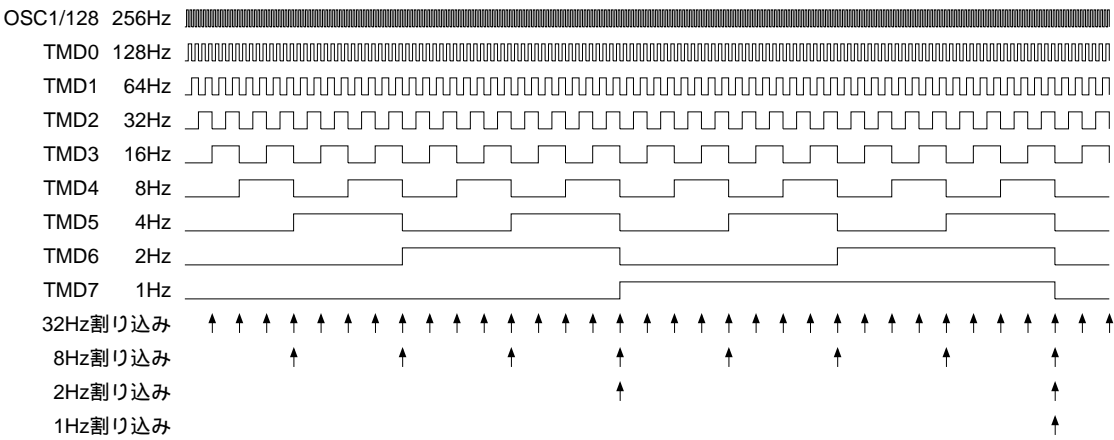 OSC1/128 256Hz
TMD0 128Hz
TMD1 64Hz
TMD2 32Hz
TMD3 16Hz
TMD4 8Hz
TMD5 4Hz
TMD6 2Hz
TMD7 1Hz
32Hz割り込み
8Hz割り込み
2Hz割り込み
1Hz割り込み